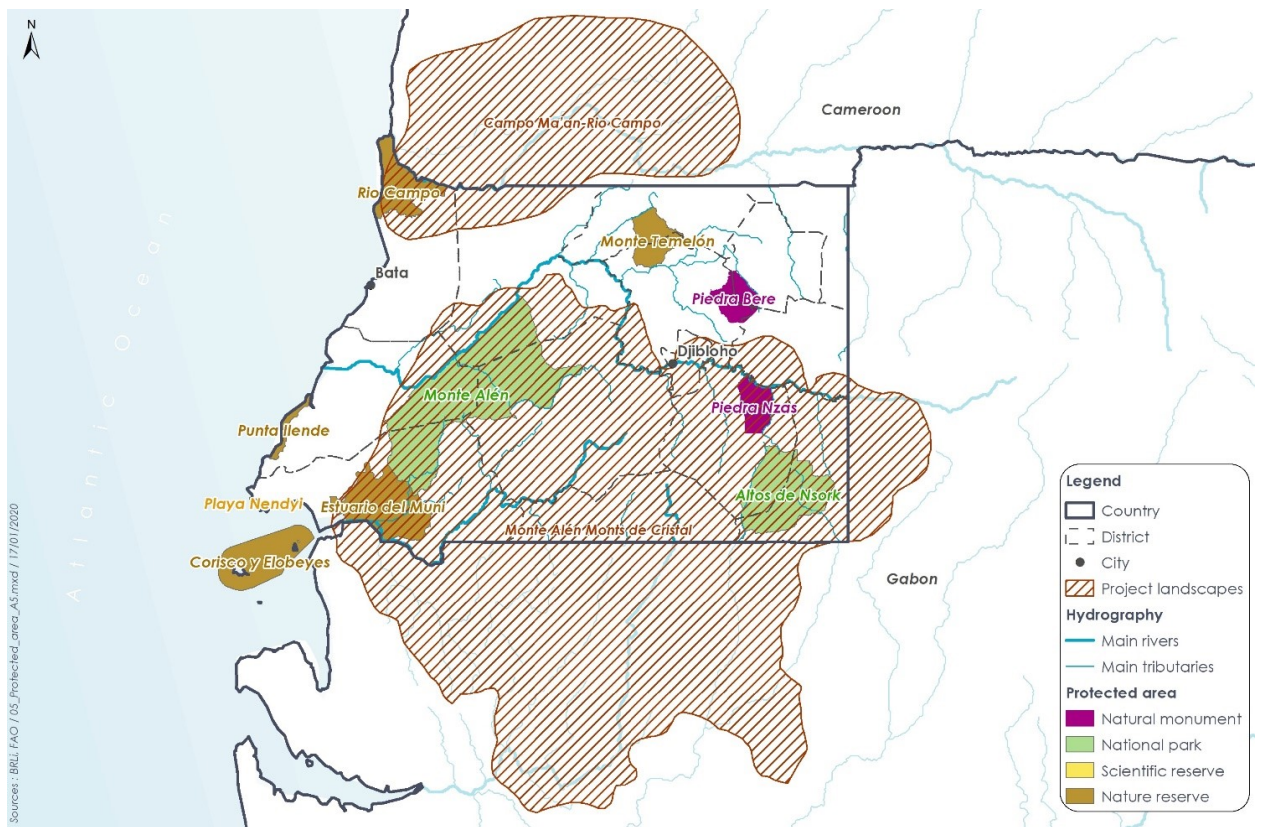 N
Cameroon
Campo Ma'an-Rio Campo
Rio Campo
Monte Temelón
Bata
Piedra Bere
Djibloho
Monte Alén
Piedra Nzas
Punta Ilende
Playa Nendyi
Estuario del Muni
Altos de Nsork
Monte Alén Monts de Cristal
Corisco y Elobeyes
Gabon
Atlantic Ocean
Legend
Country
District
City
Project landscapes
Hydrography
Main rivers
Main tributaries
Protected area
Natural monument
National park
Scientific reserve
Nature reserve
Sources : BRLi, FAO / 05_Protected_area_A5.mxd / 17/01/2020